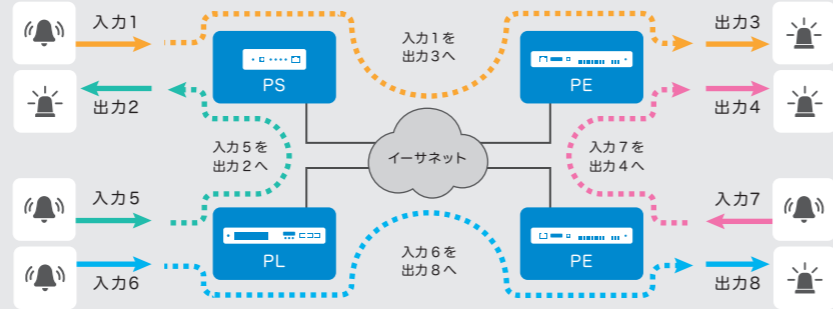 入力1
出力3
入力1を
出力3へ
PS
PE
出力2
出力4
入力5を
出力2へ
イーサネット
入力7を
出力4へ
入力5
入力7
PL
PE
入力6
入力6を
出力8へ
出力8